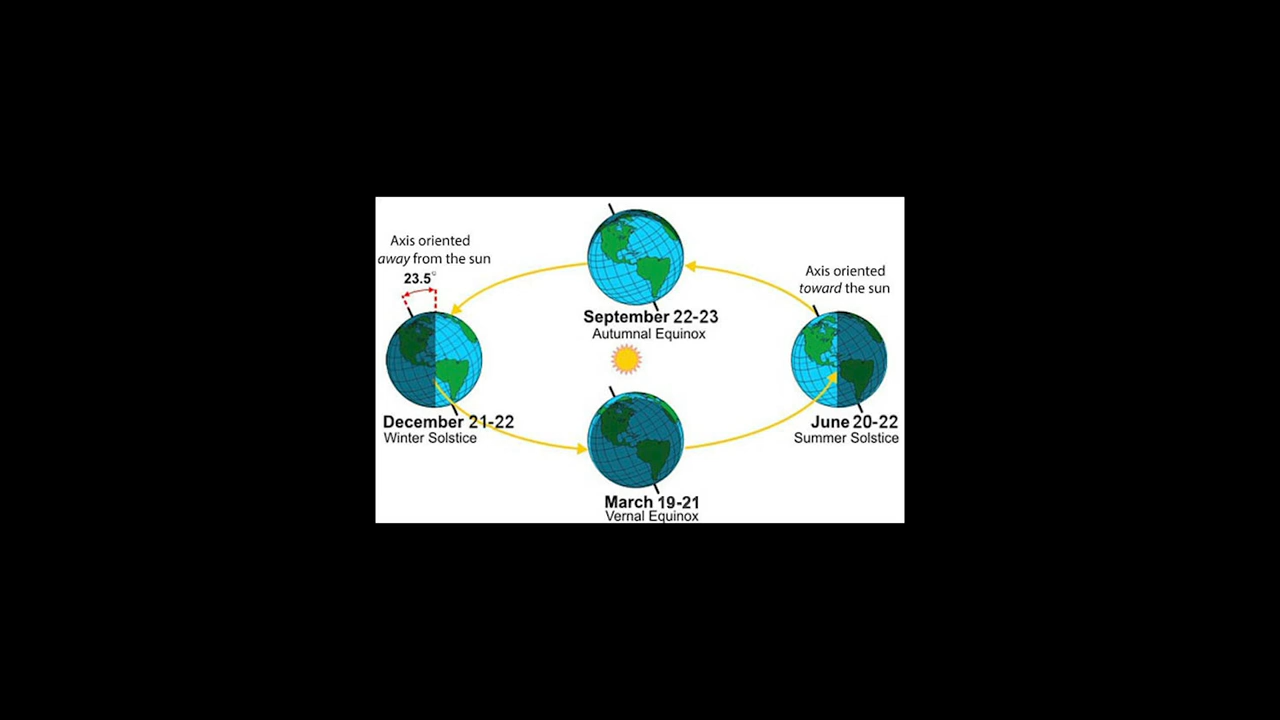 Axis oriented
away from the sun
23.5°
September 22-23
Autumnal Equinox
Axis oriented
toward the sun
December 21-22
Winter Solstice
June 20-22
Summer Solstice
March 19-21
Vernal Equinox